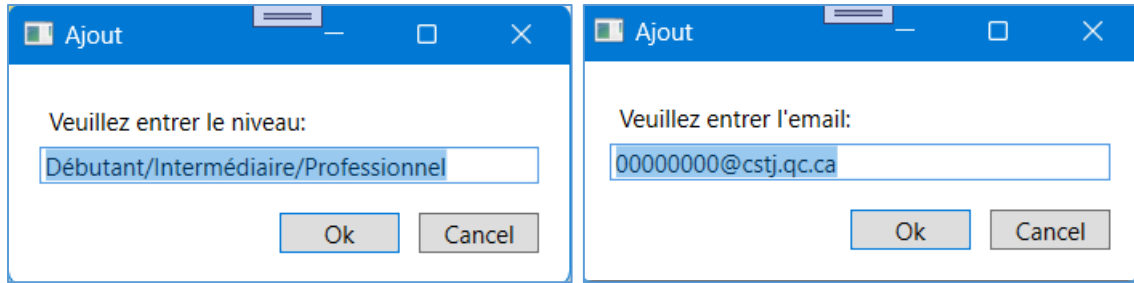 Ajout
Veuillez entrer le niveau:
Débutant/Intermédiaire/Professionnel
Ok Cancel
Ajout
Veuillez entrer l'email:
00000000@cstj.qc.ca
Ok Cancel